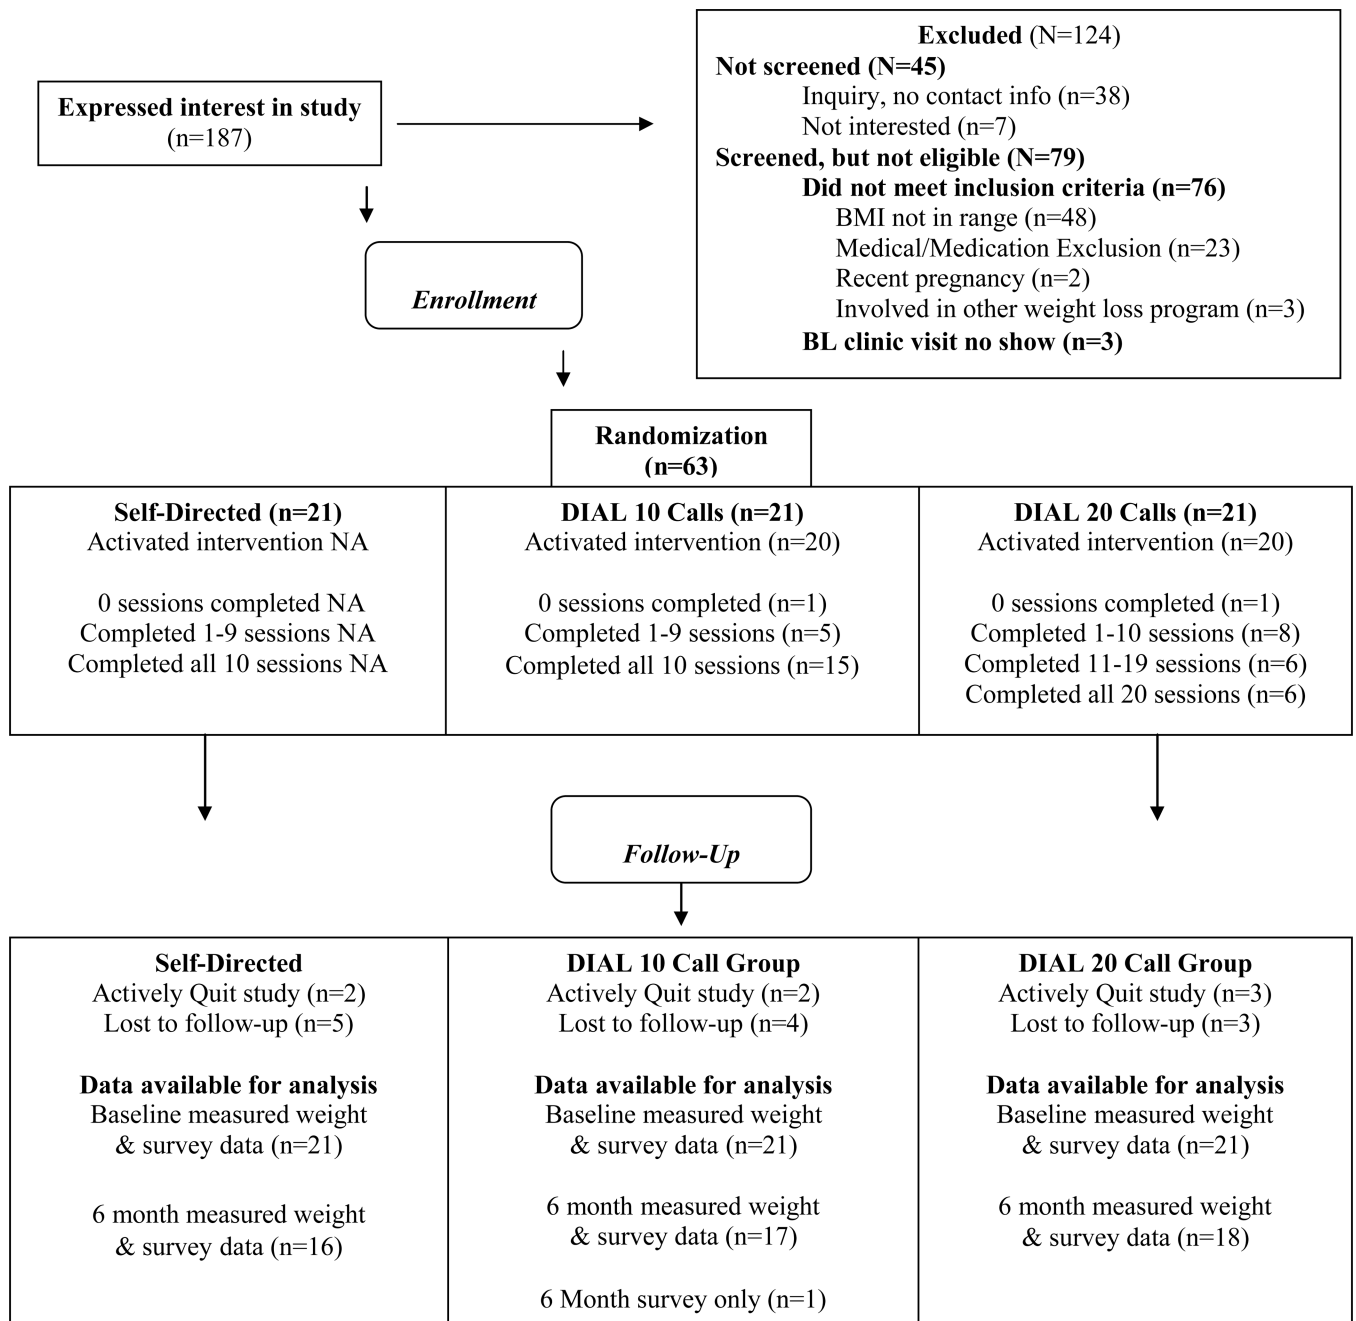 Expressed interest in study
(n=187)
Excluded (N=124)
Not screened (N=45)
Inquiry, no contact info (n=38)
Not interested (n=7)
Screened, but not eligible (N=79)
Did not meet inclusion criteria (n=76)
BMI not in range (n=48)
Medical/Medication Exclusion (n=23)
Recent pregnancy (n=2)
Involved in other weight loss program (n=3)
BL clinic visit no show (n=3)
Enrollment
Randomization
(n=63)
Self-Directed (n=21)
Activated intervention NA
0 sessions completed NA
Completed 1-9 sessions NA
Completed all 10 sessions NA
DIAL 10 Calls (n=21)
Activated intervention (n=20)
0 sessions completed (n=1)
Completed 1-9 sessions (n=5)
Completed all 10 sessions (n=15)
DIAL 20 Calls (n=21)
Activated intervention (n=20)
0 sessions completed (n=1)
Completed 1-10 sessions (n=8)
Completed 11-19 sessions (n=6)
Completed all 20 sessions (n=6)
Follow-Up
Self-Directed
Actively Quit study (n=2)
Lost to follow-up (n=5)
Data available for analysis
Baseline measured weight
& survey data (n=21)
6 month measured weight
& survey data (n=16)
DIAL 10 Call Group
Actively Quit study (n=2)
Lost to follow-up (n=4)
Data available for analysis
Baseline measured weight
& survey data (n=21)
6 month measured weight
& survey data (n=17)
6 Month survey only (n=1)
DIAL 20 Call Group
Actively Quit study (n=3)
Lost to follow-up (n=3)
Data available for analysis
Baseline measured weight
& survey data (n=21)
6 month measured weight
& survey data (n=18)